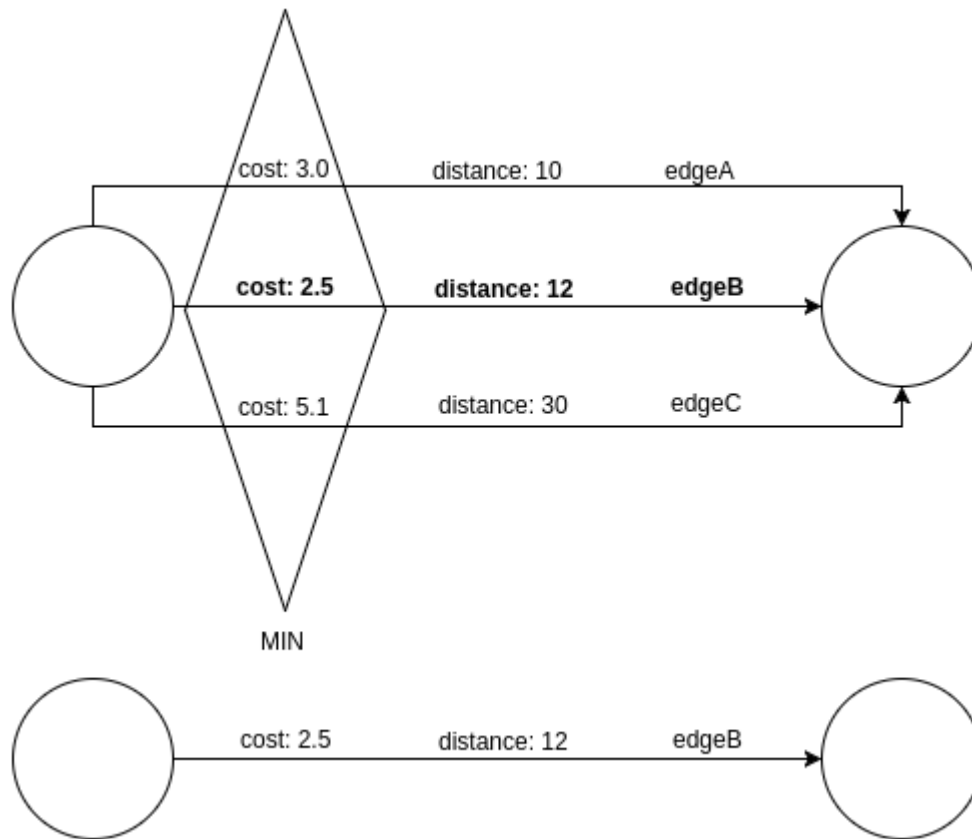 cost: 3.0 distance: 10 edgeA
cost: 2.5 distance: 12 edgeB
cost: 5.1 distance: 30 edgeC
MIN
cost: 2.5 distance: 12 edgeB